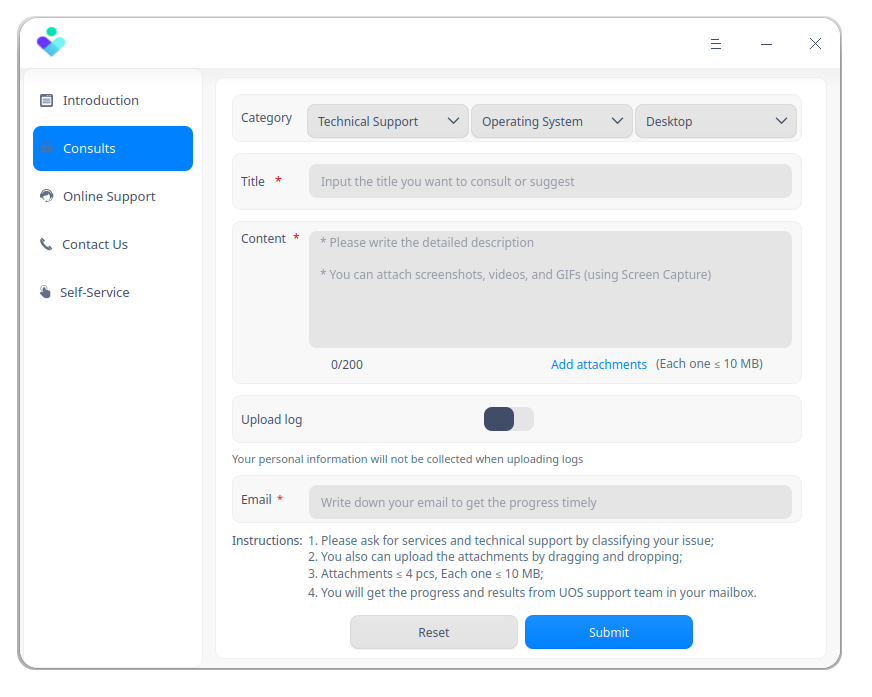 Introduction
Consults
Online Support
Contact Us
Self-Service
Category Technical Support Operating System Desktop
Title * Input the title you want to consult or suggest
Content * * Please write the detailed description
* You can attach screenshots, videos, and GIFs (using Screen Capture)
0/200 Add attachments (Each one ≤ 10 MB)
Upload log
Your personal information will not be collected when uploading logs
Email * Write down your email to get the progress timely
Instructions: 1. Please ask for services and technical support by classifying your issue;
2. You also can upload the attachments by dragging and dropping;
3. Attachments ≤ 4 pcs, Each one ≤ 10 MB;
4. You will get the progress and results from UOS support team in your mailbox.
Reset Submit